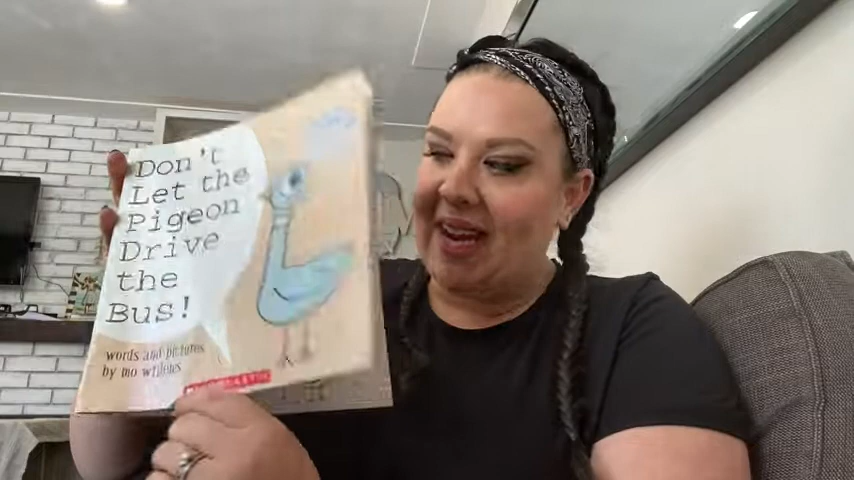 Don't
Let the
Pigeon
Drive
the
Bus!
words and pictures
by mo willems
SCHOLASTIC